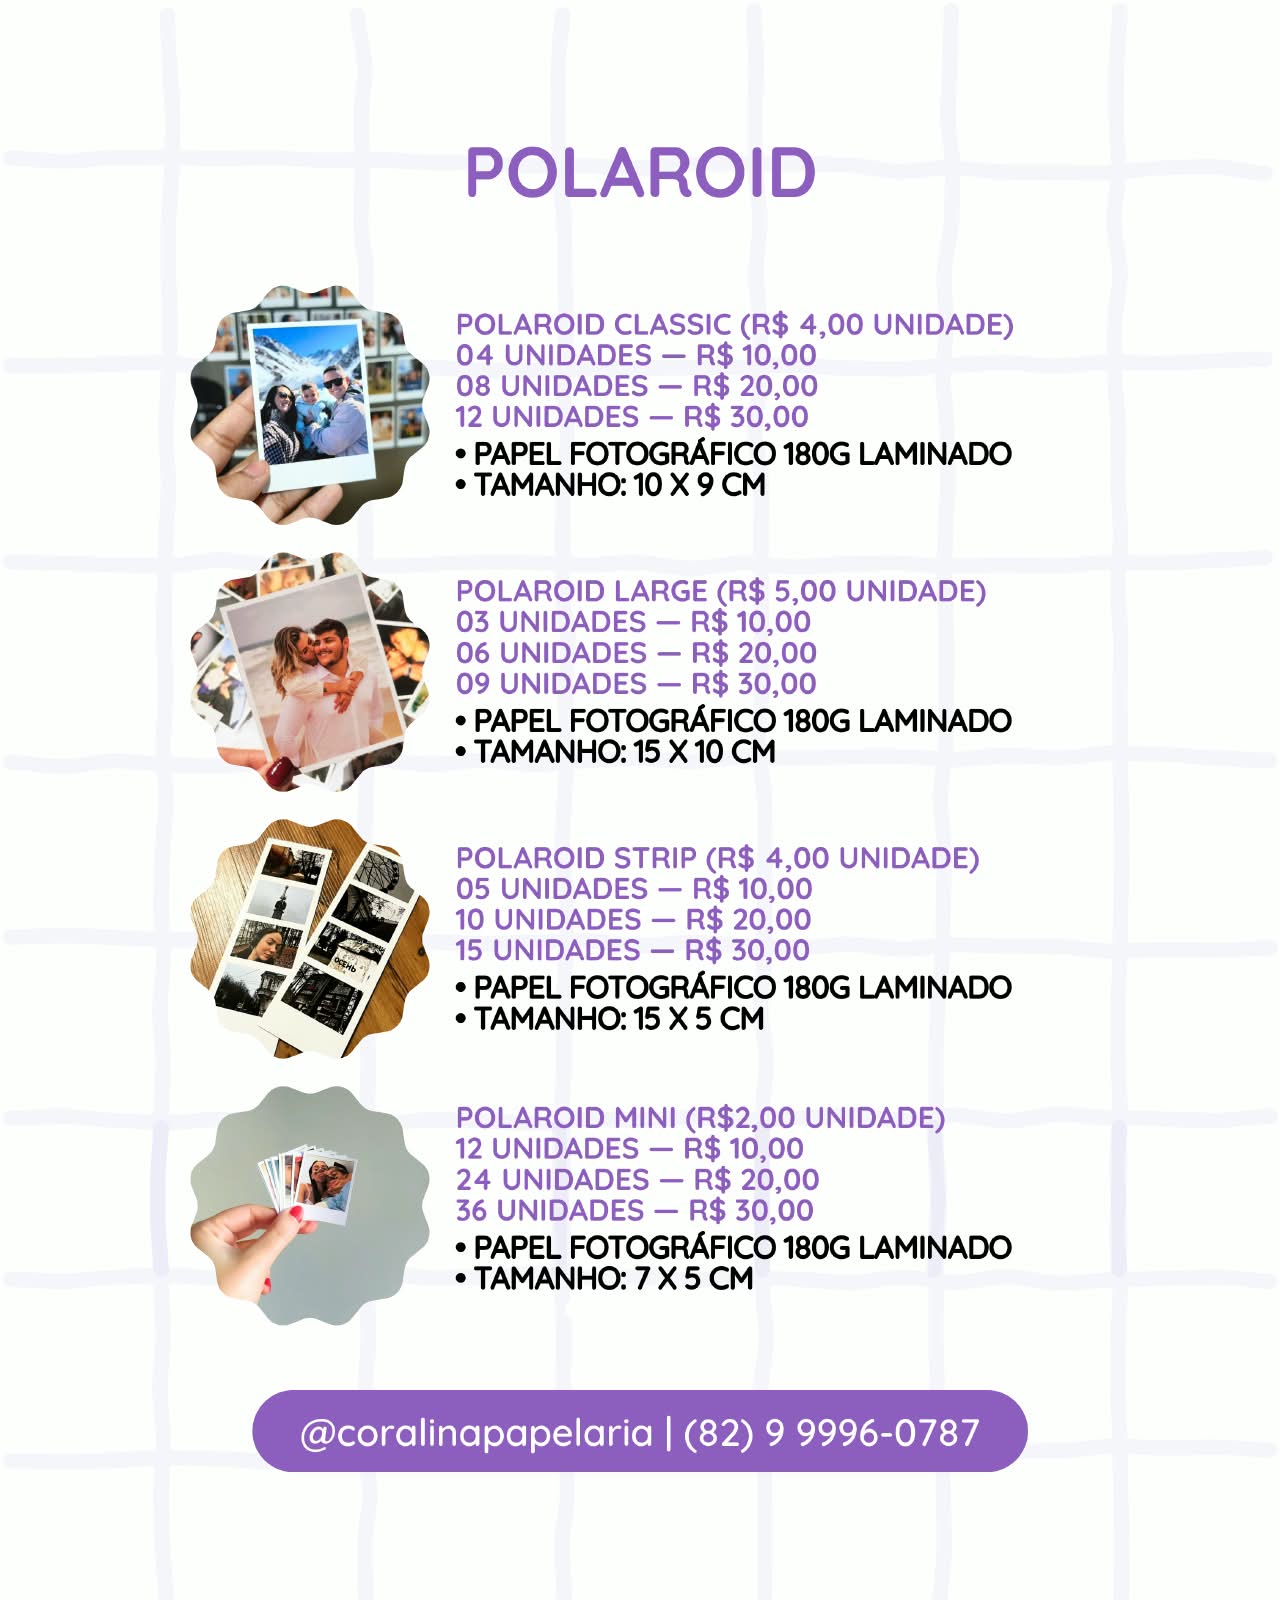 POLAROID
POLAROID CLASSIC (R$ 4,00 UNIDADE)
04 UNIDADES — R$ 10,00
08 UNIDADES — R$ 20,00
12 UNIDADES — R$ 30,00
• PAPEL FOTOGRÁFICO 180G LAMINADO
• TAMANHO: 10 X 9 CM
POLAROID LARGE (R$ 5,00 UNIDADE)
03 UNIDADES — R$ 10,00
06 UNIDADES — R$ 20,00
09 UNIDADES — R$ 30,00
• PAPEL FOTOGRÁFICO 180G LAMINADO
• TAMANHO: 15 X 10 CM
POLAROID STRIP (R$ 4,00 UNIDADE)
05 UNIDADES — R$ 10,00
10 UNIDADES — R$ 20,00
15 UNIDADES — R$ 30,00
• PAPEL FOTOGRÁFICO 180G LAMINADO
• TAMANHO: 15 X 5 CM
ОСЕНЬ
POLAROID MINI (R$2,00 UNIDADE)
12 UNIDADES — R$ 10,00
24 UNIDADES — R$ 20,00
36 UNIDADES — R$ 30,00
• PAPEL FOTOGRÁFICO 180G LAMINADO
• TAMANHO: 7 X 5 CM
@coralinapapelaria | (82) 9 9996-0787